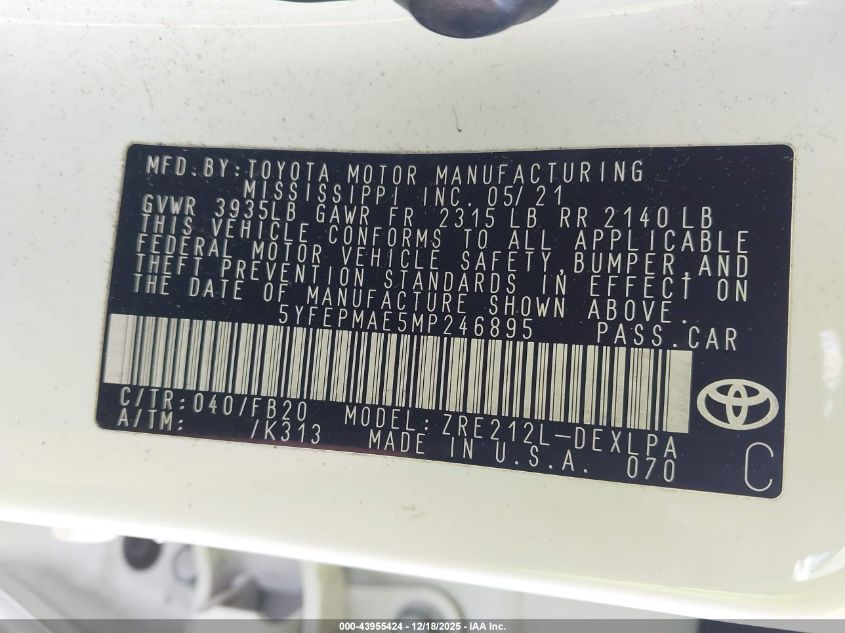 MFD.BY:TOYOTA MOTOR MANUFACTURING
MISSISSIPPI INC. 05/21
GVWR 3935LB GAWR FR 2315 LB RR 2140 LB
THIS VEHICLE CONFORMS TO ALL APPLICABLE
FEDERAL MOTOR VEHICLE SAFETY,BUMPER,AND
THEFT PREVENTION STANDARDS IN EFFECT ON
THE DATE OF MANUFACTURE SHOWN ABOVE.
5YFEPMAE5MP246895 PASS.CAR
C/TR:040/FB20 MODEL:ZRE212L-DEXLPA
A/TM: /K313 MADE IN U.S.A. 070
C
000-43955424 - 12/18/2025 - © IAA Inc.